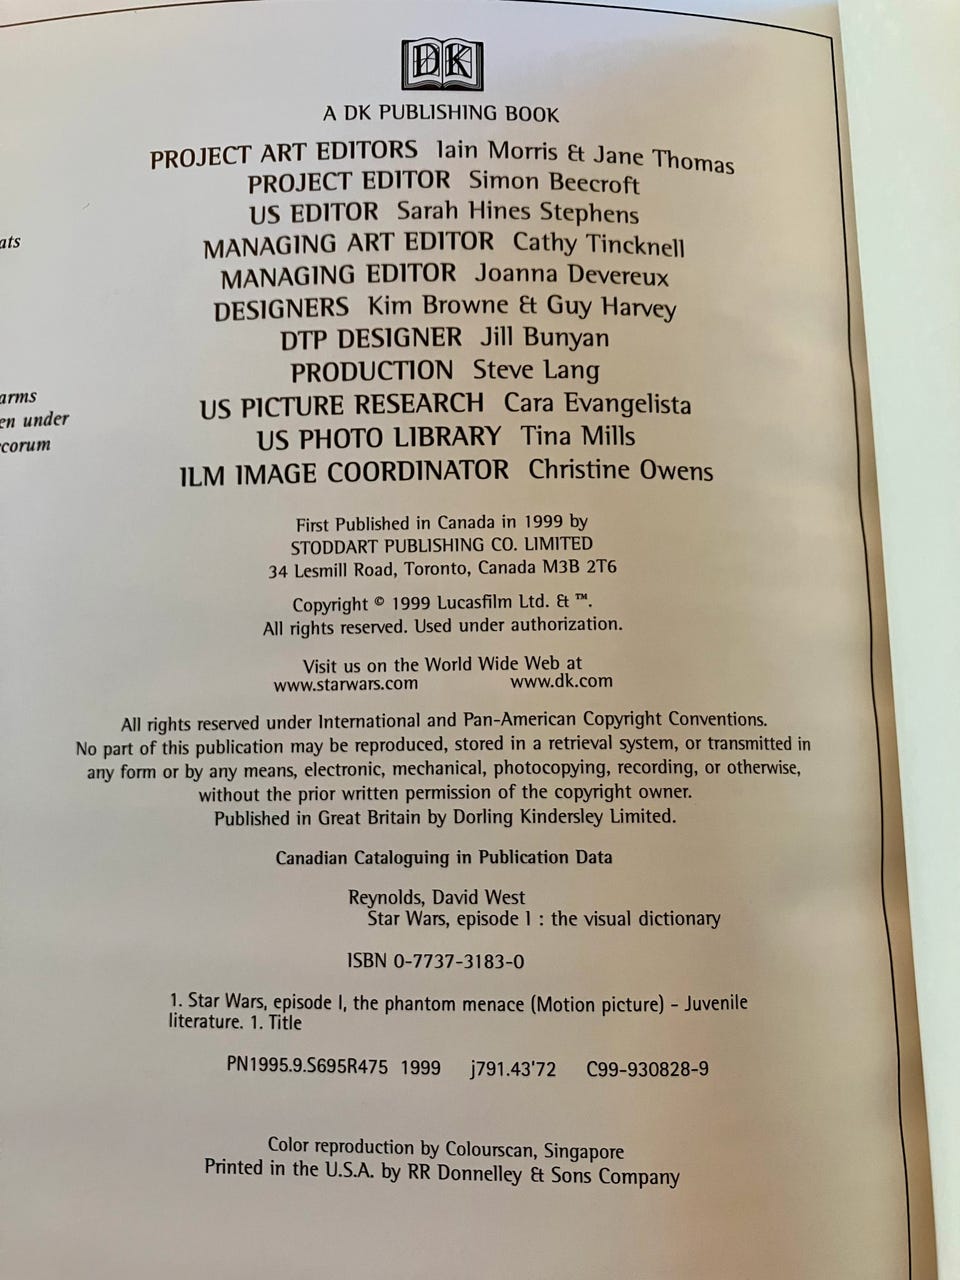 DK
A DK PUBLISHING BOOK
PROJECT ART EDITORS Iain Morris & Jane Thomas
PROJECT EDITOR Simon Beecroft
US EDITOR Sarah Hines Stephens
ats
MANAGING ART EDITOR Cathy Tincknell
MANAGING EDITOR Joanna Devereux
DESIGNERS Kim Browne & Guy Harvey
DTP DESIGNER Jill Bunyan
PRODUCTION Steve Lang
arms
US PICTURE RESEARCH Cara Evangelista
en under
US PHOTO LIBRARY Tina Mills
corum
ILM IMAGE COORDINATOR Christine Owens
First Published in Canada in 1999 by
STODDART PUBLISHING CO. LIMITED
34 Lesmill Road, Toronto, Canada M3B 2T6
Copyright © 1999 Lucasfilm Ltd. & ™.
All rights reserved. Used under authorization.
Visit us on the World Wide Web at
www.starwars.com www.dk.com
All rights reserved under International and Pan-American Copyright Conventions.
No part of this publication may be reproduced, stored in a retrieval system, or transmitted in
any form or by any means, electronic, mechanical, photocopying, recording, or otherwise,
without the prior written permission of the copyright owner.
Published in Great Britain by Dorling Kindersley Limited.
Canadian Cataloguing in Publication Data
Reynolds, David West
Star Wars, episode I : the visual dictionary
ISBN 0-7737-3183-0
1. Star Wars, episode I, the phantom menace (Motion picture) - Juvenile
literature. 1. Title
PN1995.9.S695R475 1999 j791.43'72 C99-930828-9
Color reproduction by Colourscan, Singapore
Printed in the U.S.A. by RR Donnelley & Sons Company